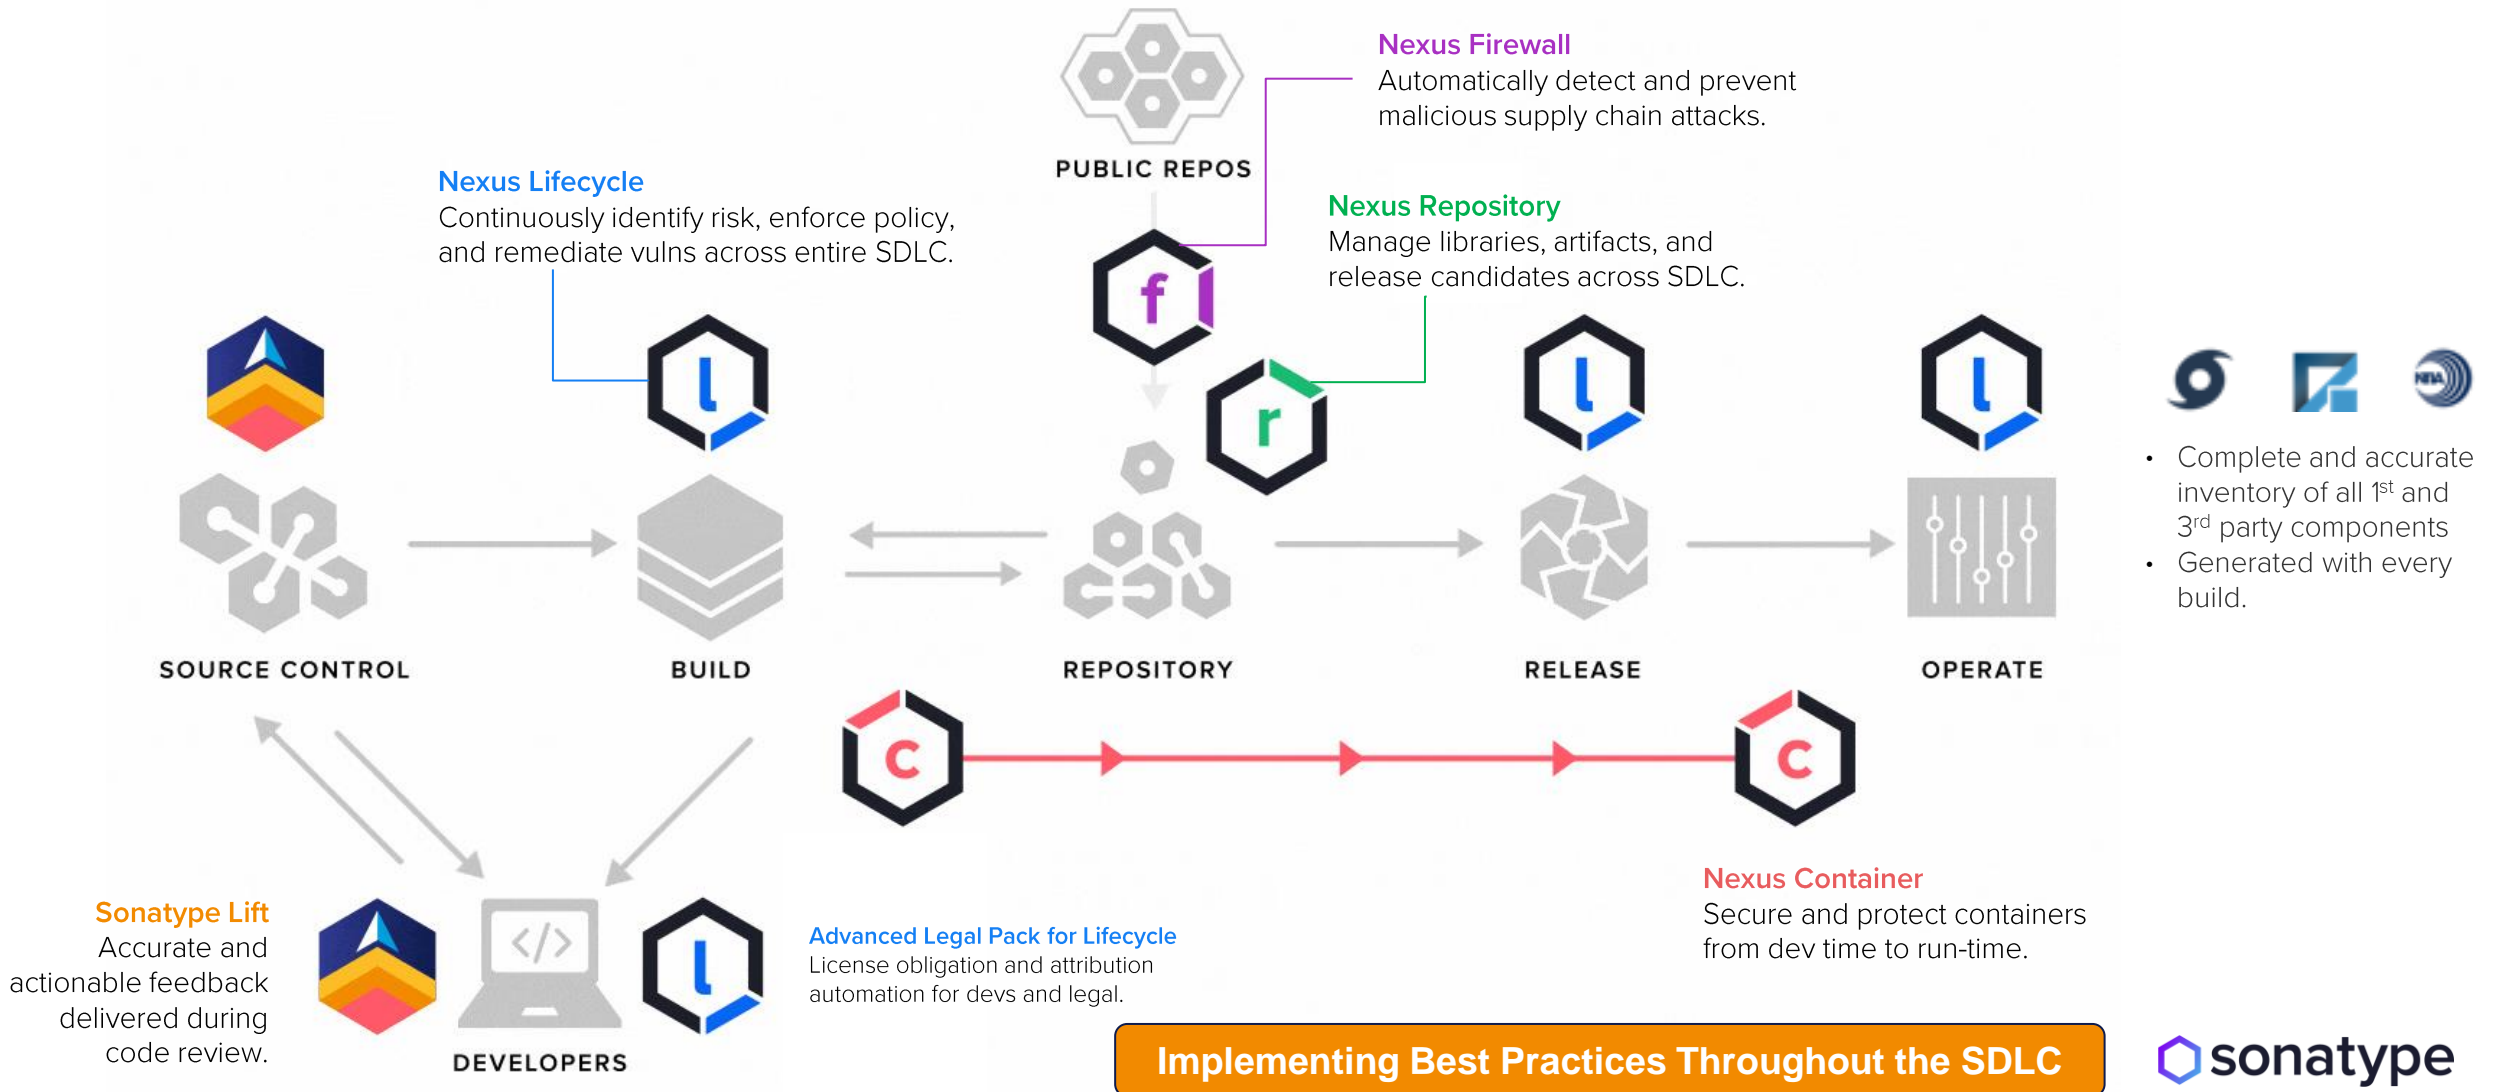 Nexus Firewall
Automatically detect and prevent
malicious supply chain attacks.
PUBLIC REPOS
Nexus Lifecycle
Continuously identify risk, enforce policy,
and remediate vulns across entire SDLC.
Nexus Repository
Manage libraries, artifacts, and
release candidates across SDLC.
f
l
r
l
l
NTIA
• Complete and accurate
inventory of all 1st and
3rd party components
• Generated with every
build.
SOURCE CONTROL
BUILD
REPOSITORY
RELEASE
OPERATE
c
c
Nexus Container
Secure and protect containers
from dev time to run-time.
Sonatype Lift
Accurate and
actionable feedback
delivered during
code review.
</>
l
DEVELOPERS
Advanced Legal Pack for Lifecycle
License obligation and attribution
automation for devs and legal.
Implementing Best Practices Throughout the SDLC
sonatype